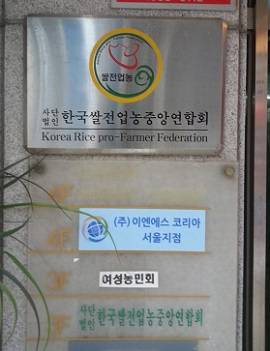 쌀전업농
사단법인 한국쌀전업농중앙연합회
Korea Rice pro-Farmer Federation
(주) 이엔에스 코리아
서울지점
여성농민회
사단법인 한국쌀전업농중앙연합회